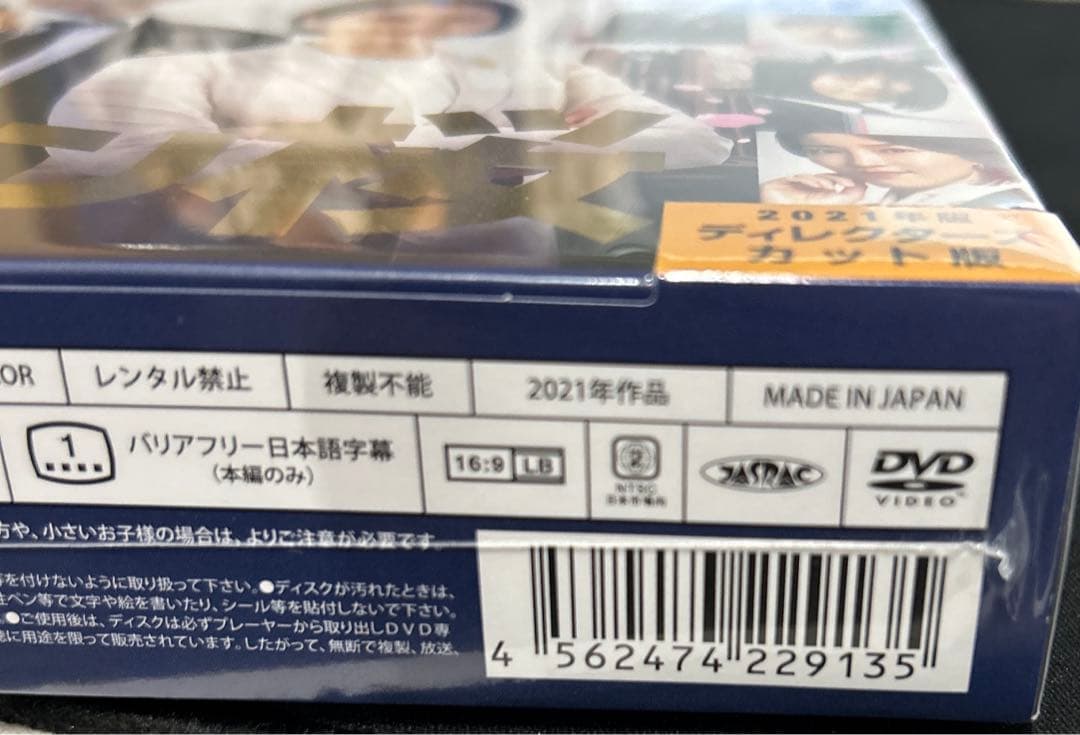 2021年版
ディレクターズ
カット版
OR
レンタル禁止
複製不能
2021年作品
MADE IN JAPAN
1
バリアフリー日本語字幕
(本編のみ)
16:9 LB
2
NTSC
日本市場向
JASRAC
DVD
VIDEO
方や、小さいお子様の場合は、よりご注意が必要です。
等を付けないように取り扱って下さい。●ディスクが汚れたときは、
性ペン等で文字や絵を書いたり、シール等を貼付しないで下さい。
●ご使用後は、ディスクは必ずプレーヤーから取り出しDVD専
に用途を限って販売されています。したがって、無断で複製、放送、
4 562474 229135